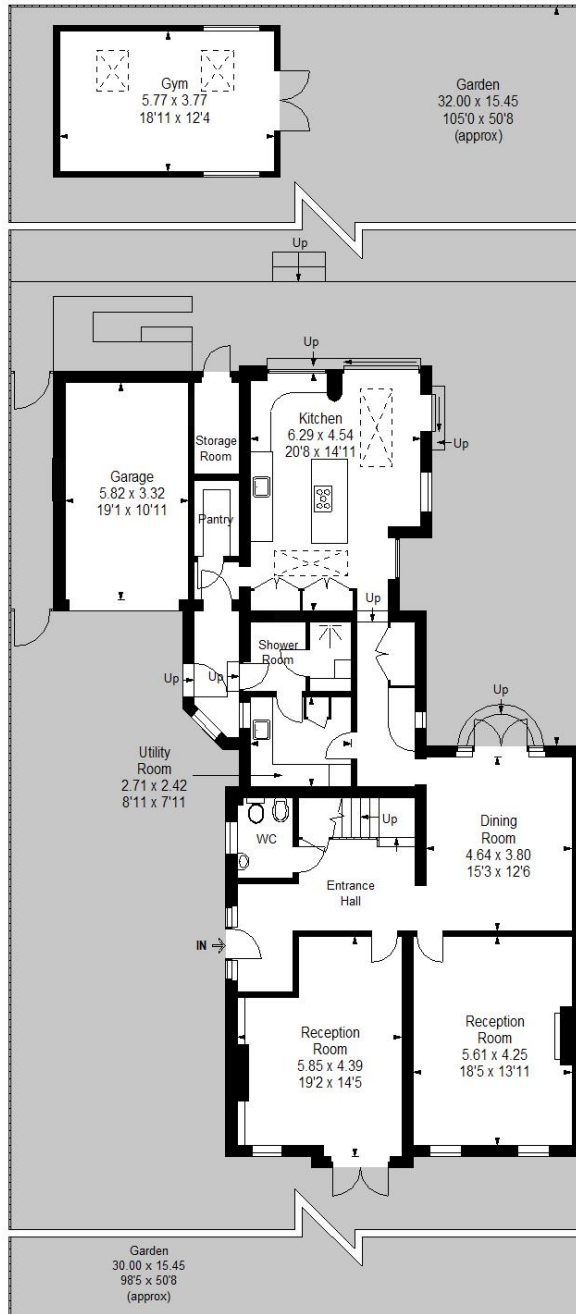 Gym
5.77 x 3.77
18'11 x 12'4
Garden
32.00 x 15.45
105'0 x 50'8
(approx)
Up
Up
Kitchen
6.29 x 4.54
20'8 x 14'11
Up
Storage
Room
Garage
5.82 x 3.32
19'1 x 10'11
Pantry
Up
Shower
Room
Up
Up
Up
Utility
Room
2.71 x 2.42
8'11 x 7'11
WC
Up
Dining
Room
4.64 x 3.80
15'3 x 12'6
Entrance
Hall
IN
Reception
Room
5.85 x 4.39
19'2 x 14'5
Reception
Room
5.61 x 4.25
18'5 x 13'11
Garden
30.00 x 15.45
98'5 x 50'8
(approx)